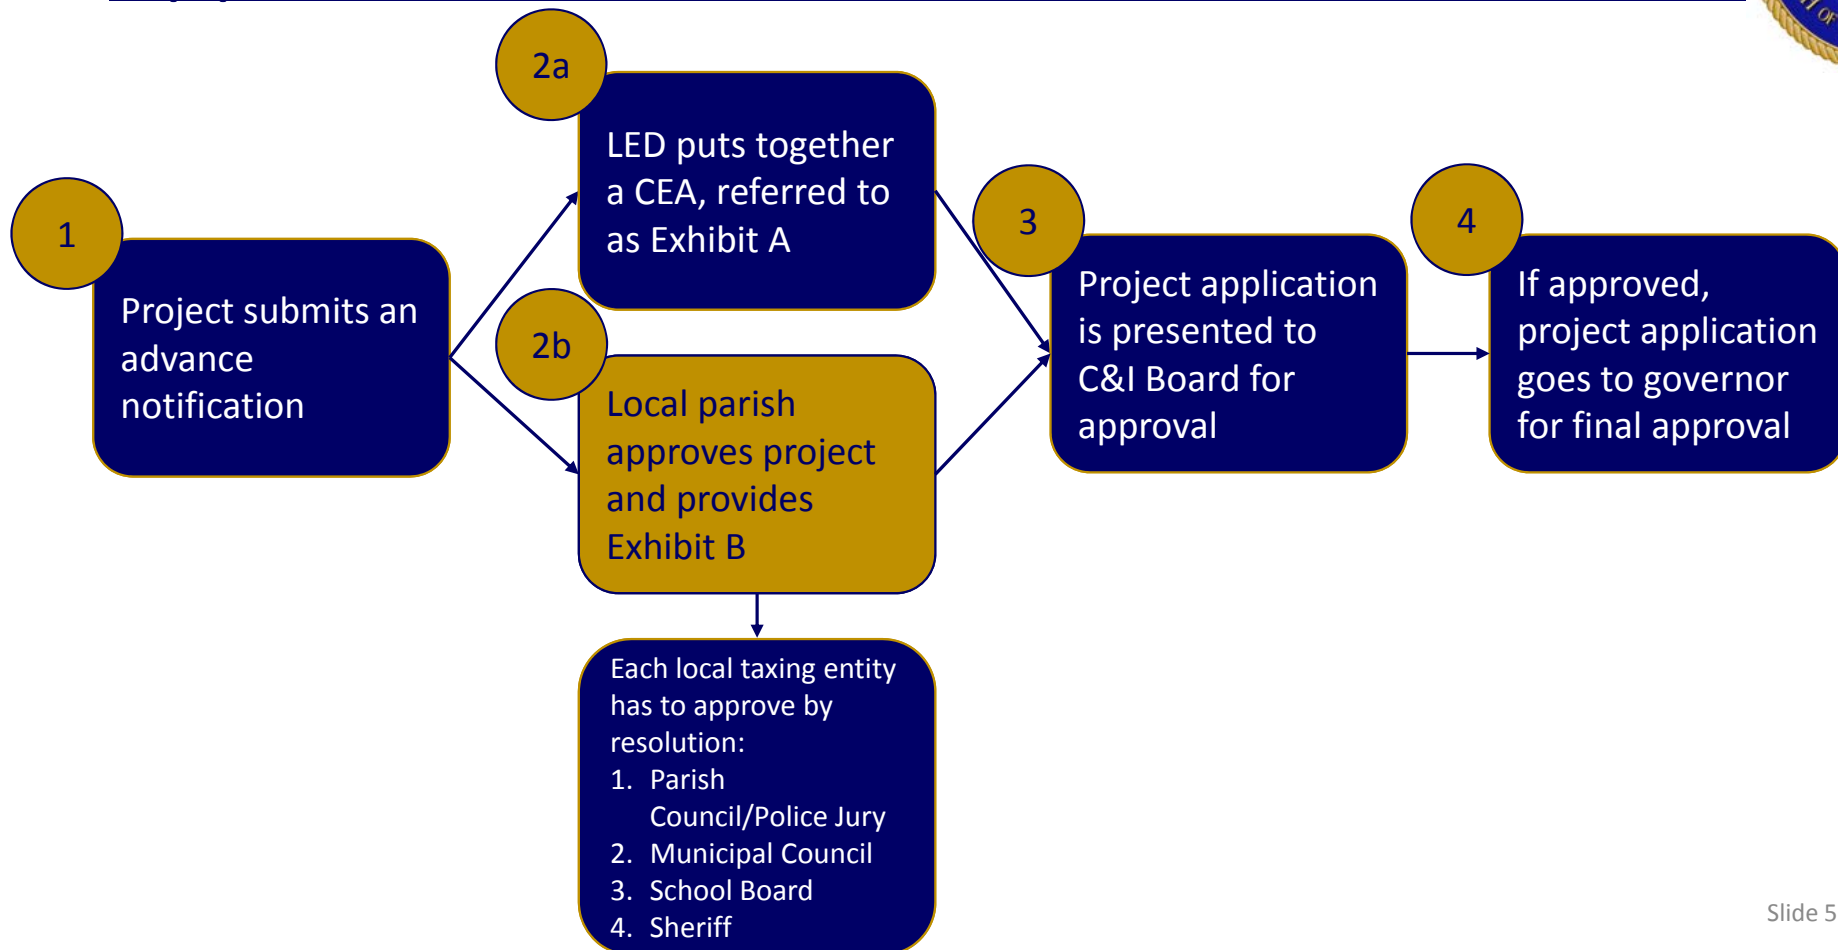 OF
2a
LED puts together
a CEA, referred to
as Exhibit A
1
Project submits an
advance
notification
2b
Local parish
approves project
and provides
Exhibit B
3
Project application
is presented to
C&I Board for
approval
4
If approved,
project application
goes to governor
for final approval
Each local taxing entity
has to approve by
resolution:
1. Parish
Council/Police Jury
2. Municipal Council
3. School Board
4. Sheriff
Slide 5